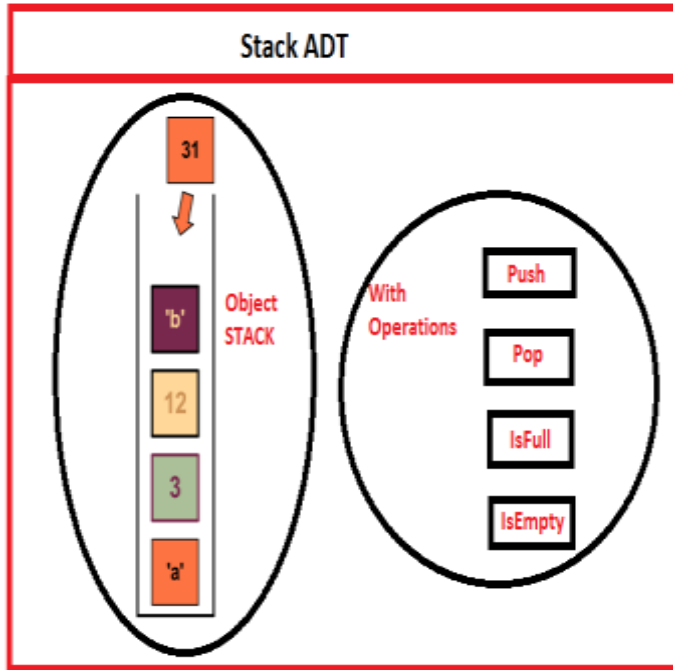 Stack ADT
31
'b'
12
3
'a'
Object
STACK
With
Operations
Push
Pop
IsFull
IsEmpty